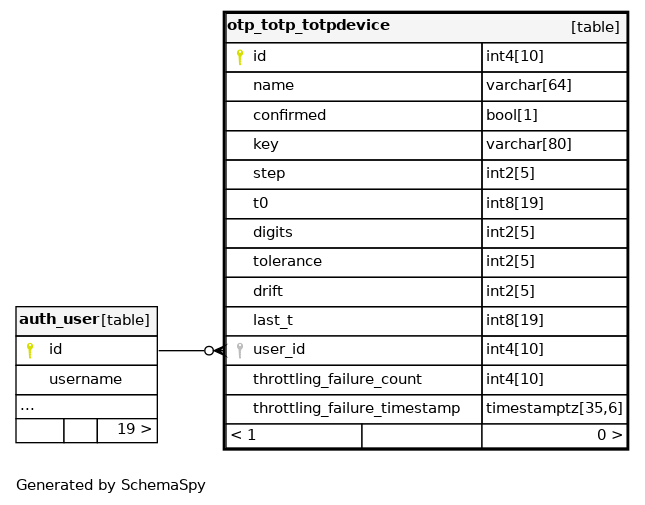 otp_totp_totpdevice [table]
id int4[10]
name varchar[64]
confirmed bool[1]
key varchar[80]
step int2[5]
t0 int8[19]
digits int2[5]
tolerance int2[5]
drift int2[5]
last_t int8[19]
user_id int4[10]
throttling_failure_count int4[10]
throttling_failure_timestamp timestamptz[35,6]
< 1 0 >
auth_user [table]
id
username
...
19 >
Generated by SchemaSpy